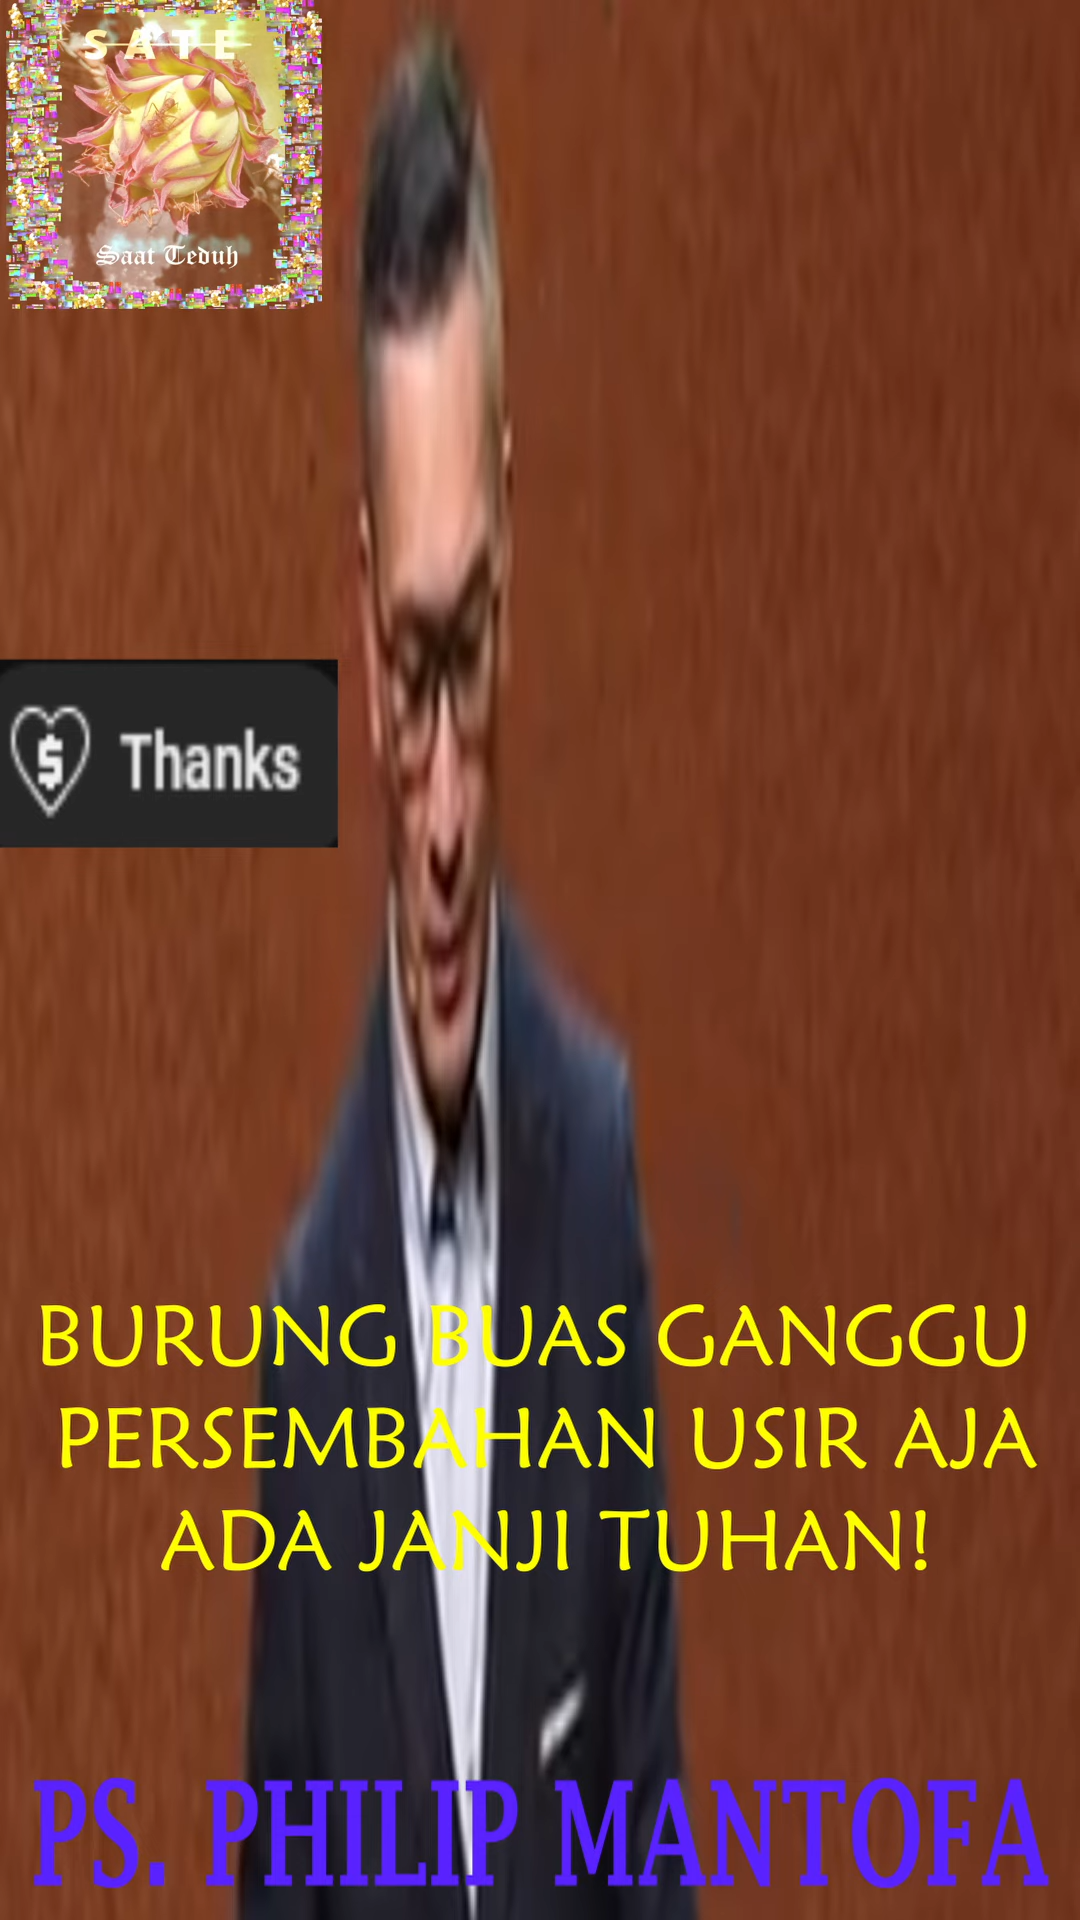 SATE
Saat Teduh
$ Thanks
BURUNG BUAS GANGGU
PERSEMBAHAN USIR AJA
ADA JANJI TUHAN!
PS. PHILIP MANTOFA